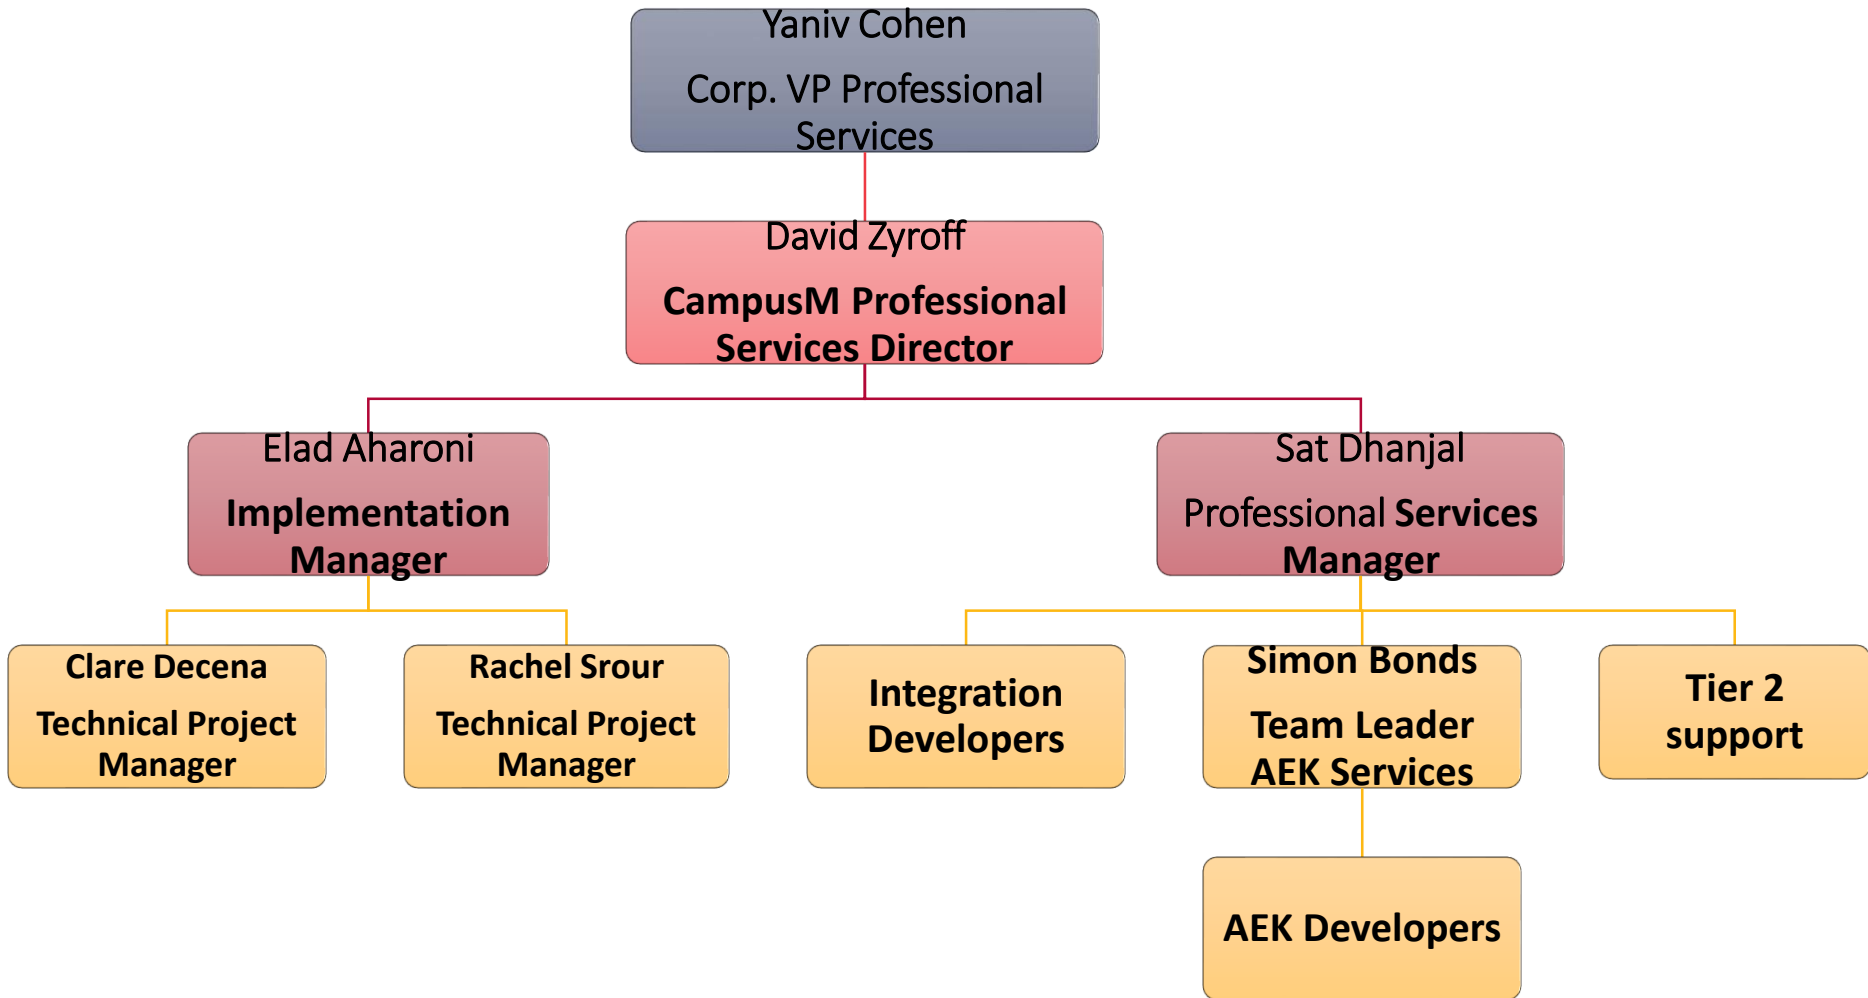 Yaniv Cohen
Corp. VP Professional
Services
David Zyroff
CampusM Professional
Services Director
Elad Aharoni
Implementation
Manager
Sat Dhanjal
Professional Services
Manager
Clare Decena
Technical Project
Manager
Rachel Srour
Technical Project
Manager
Integration
Developers
Simon Bonds
Team Leader
AEK Services
Tier 2
support
AEK Developers